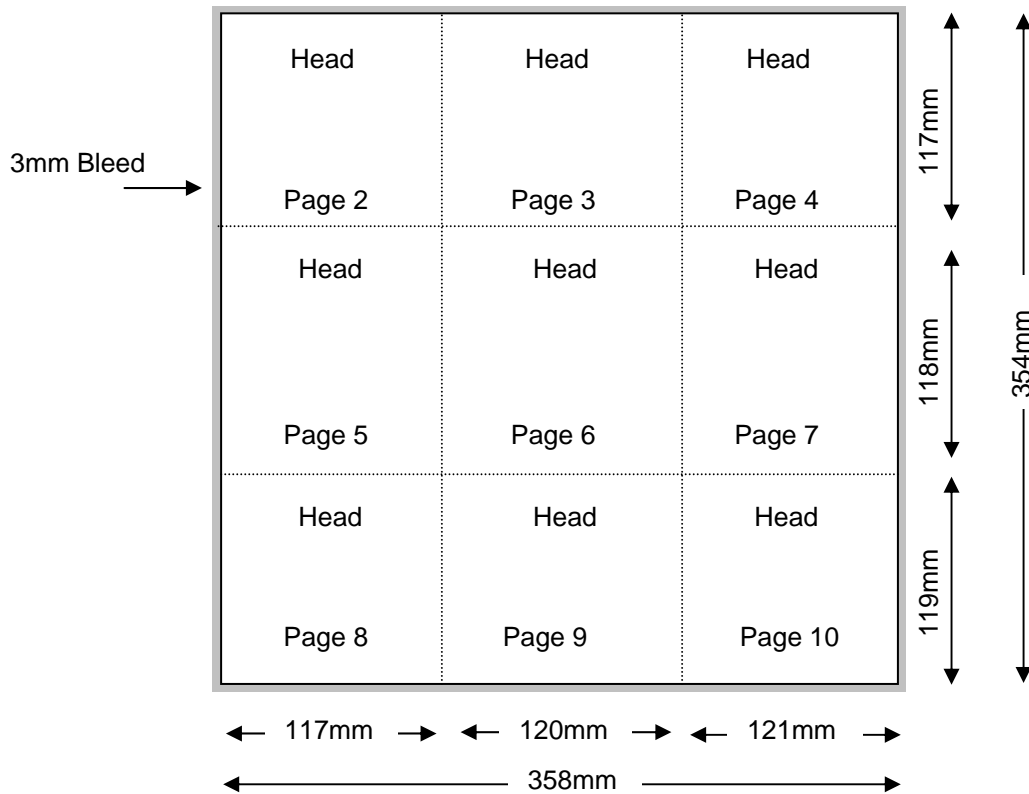 Head Head Head
117mm
3mm Bleed
Page 2 Page 3 Page 4
Head Head Head
118mm
354mm
Page 5 Page 6 Page 7
Head Head Head
119mm
Page 8 Page 9 Page 10
117mm 120mm 121mm
358mm